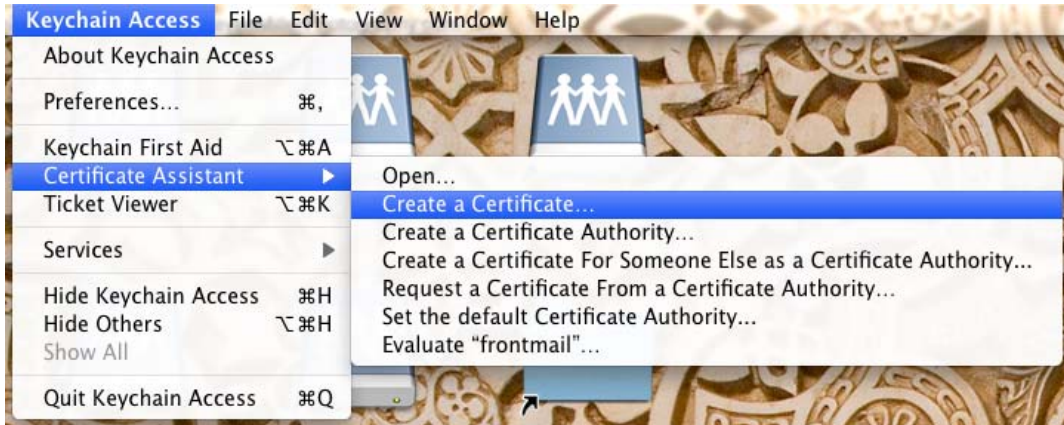 Keychain Access File Edit View Window Help
About Keychain Access
Preferences... ⌘,
Keychain First Aid ⌥⌘A
Certificate Assistant ▶
Ticket Viewer ⌥⌘K
Services ▶
Hide Keychain Access ⌘H
Hide Others ⌥⌘H
Show All
Quit Keychain Access ⌘Q
Open...
Create a Certificate...
Create a Certificate Authority...
Create a Certificate For Someone Else as a Certificate Authority...
Request a Certificate From a Certificate Authority...
Set the default Certificate Authority...
Evaluate “frontmail”...